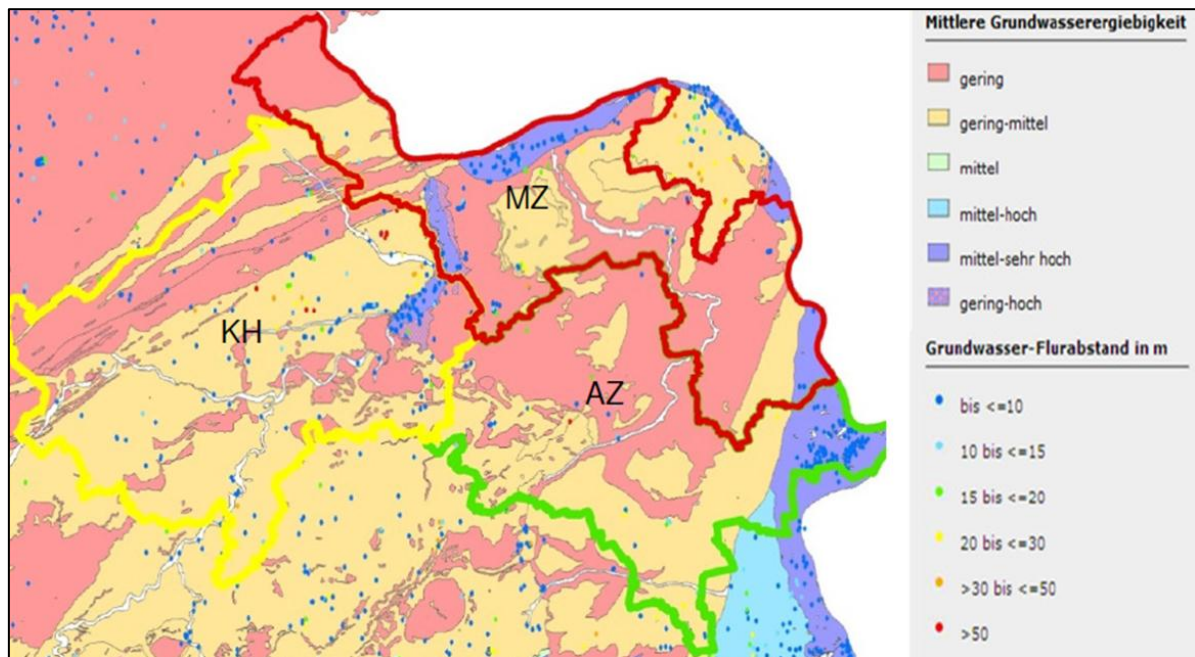 Mittlere Grundwasserergiebigkeit
gering
gering-mittel
mittel
mittel-hoch
mittel-sehr hoch
gering-hoch
Grundwasser-Flurabstand in m
bis <=10
10 bis <=15
15 bis <=20
20 bis <=30
>30 bis <=50
>50
MZ
KH
AZ